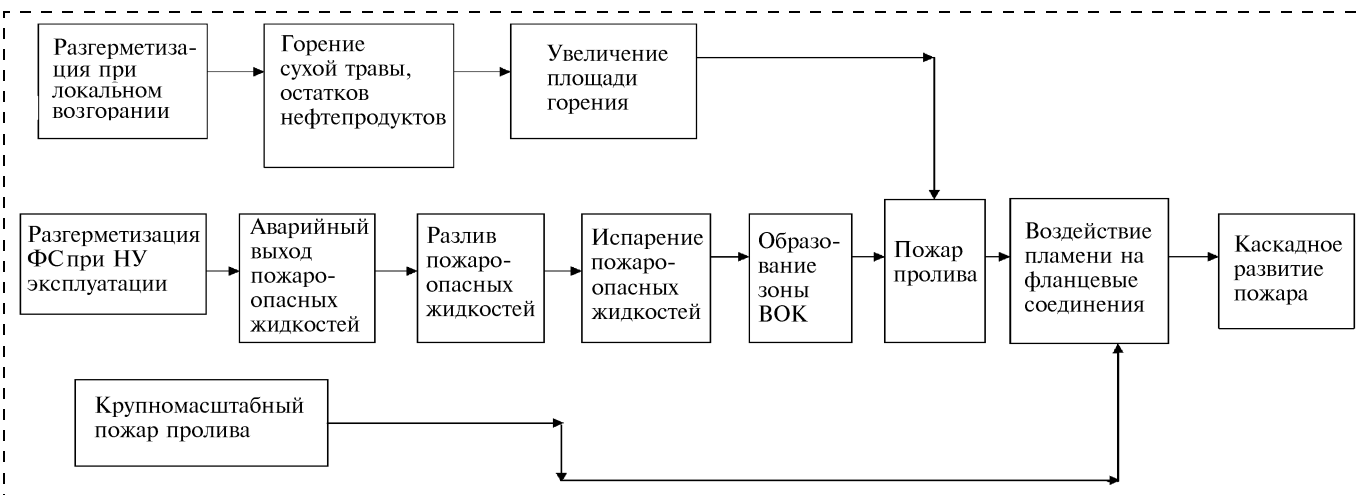 Разгерметиза-
ция при
локальном
возгорании
Горение
сухой травы,
остатков
нефтепродуктов
Увеличение
площади
горения
Разгерметизация
ФС при НУ
эксплуатации
Аварийный
выход
пожаро-
опасных
жидкостей
Разлив
пожаро-
опасных
жидкостей
Испарение
пожаро-
опасных
жидкостей
Образо-
вание
зоны
ВОК
Пожар
пролива
Воздействие
пламени на
фланцевые
соединения
Каскадное
развитие
пожара
Крупномасштабный
пожар пролива